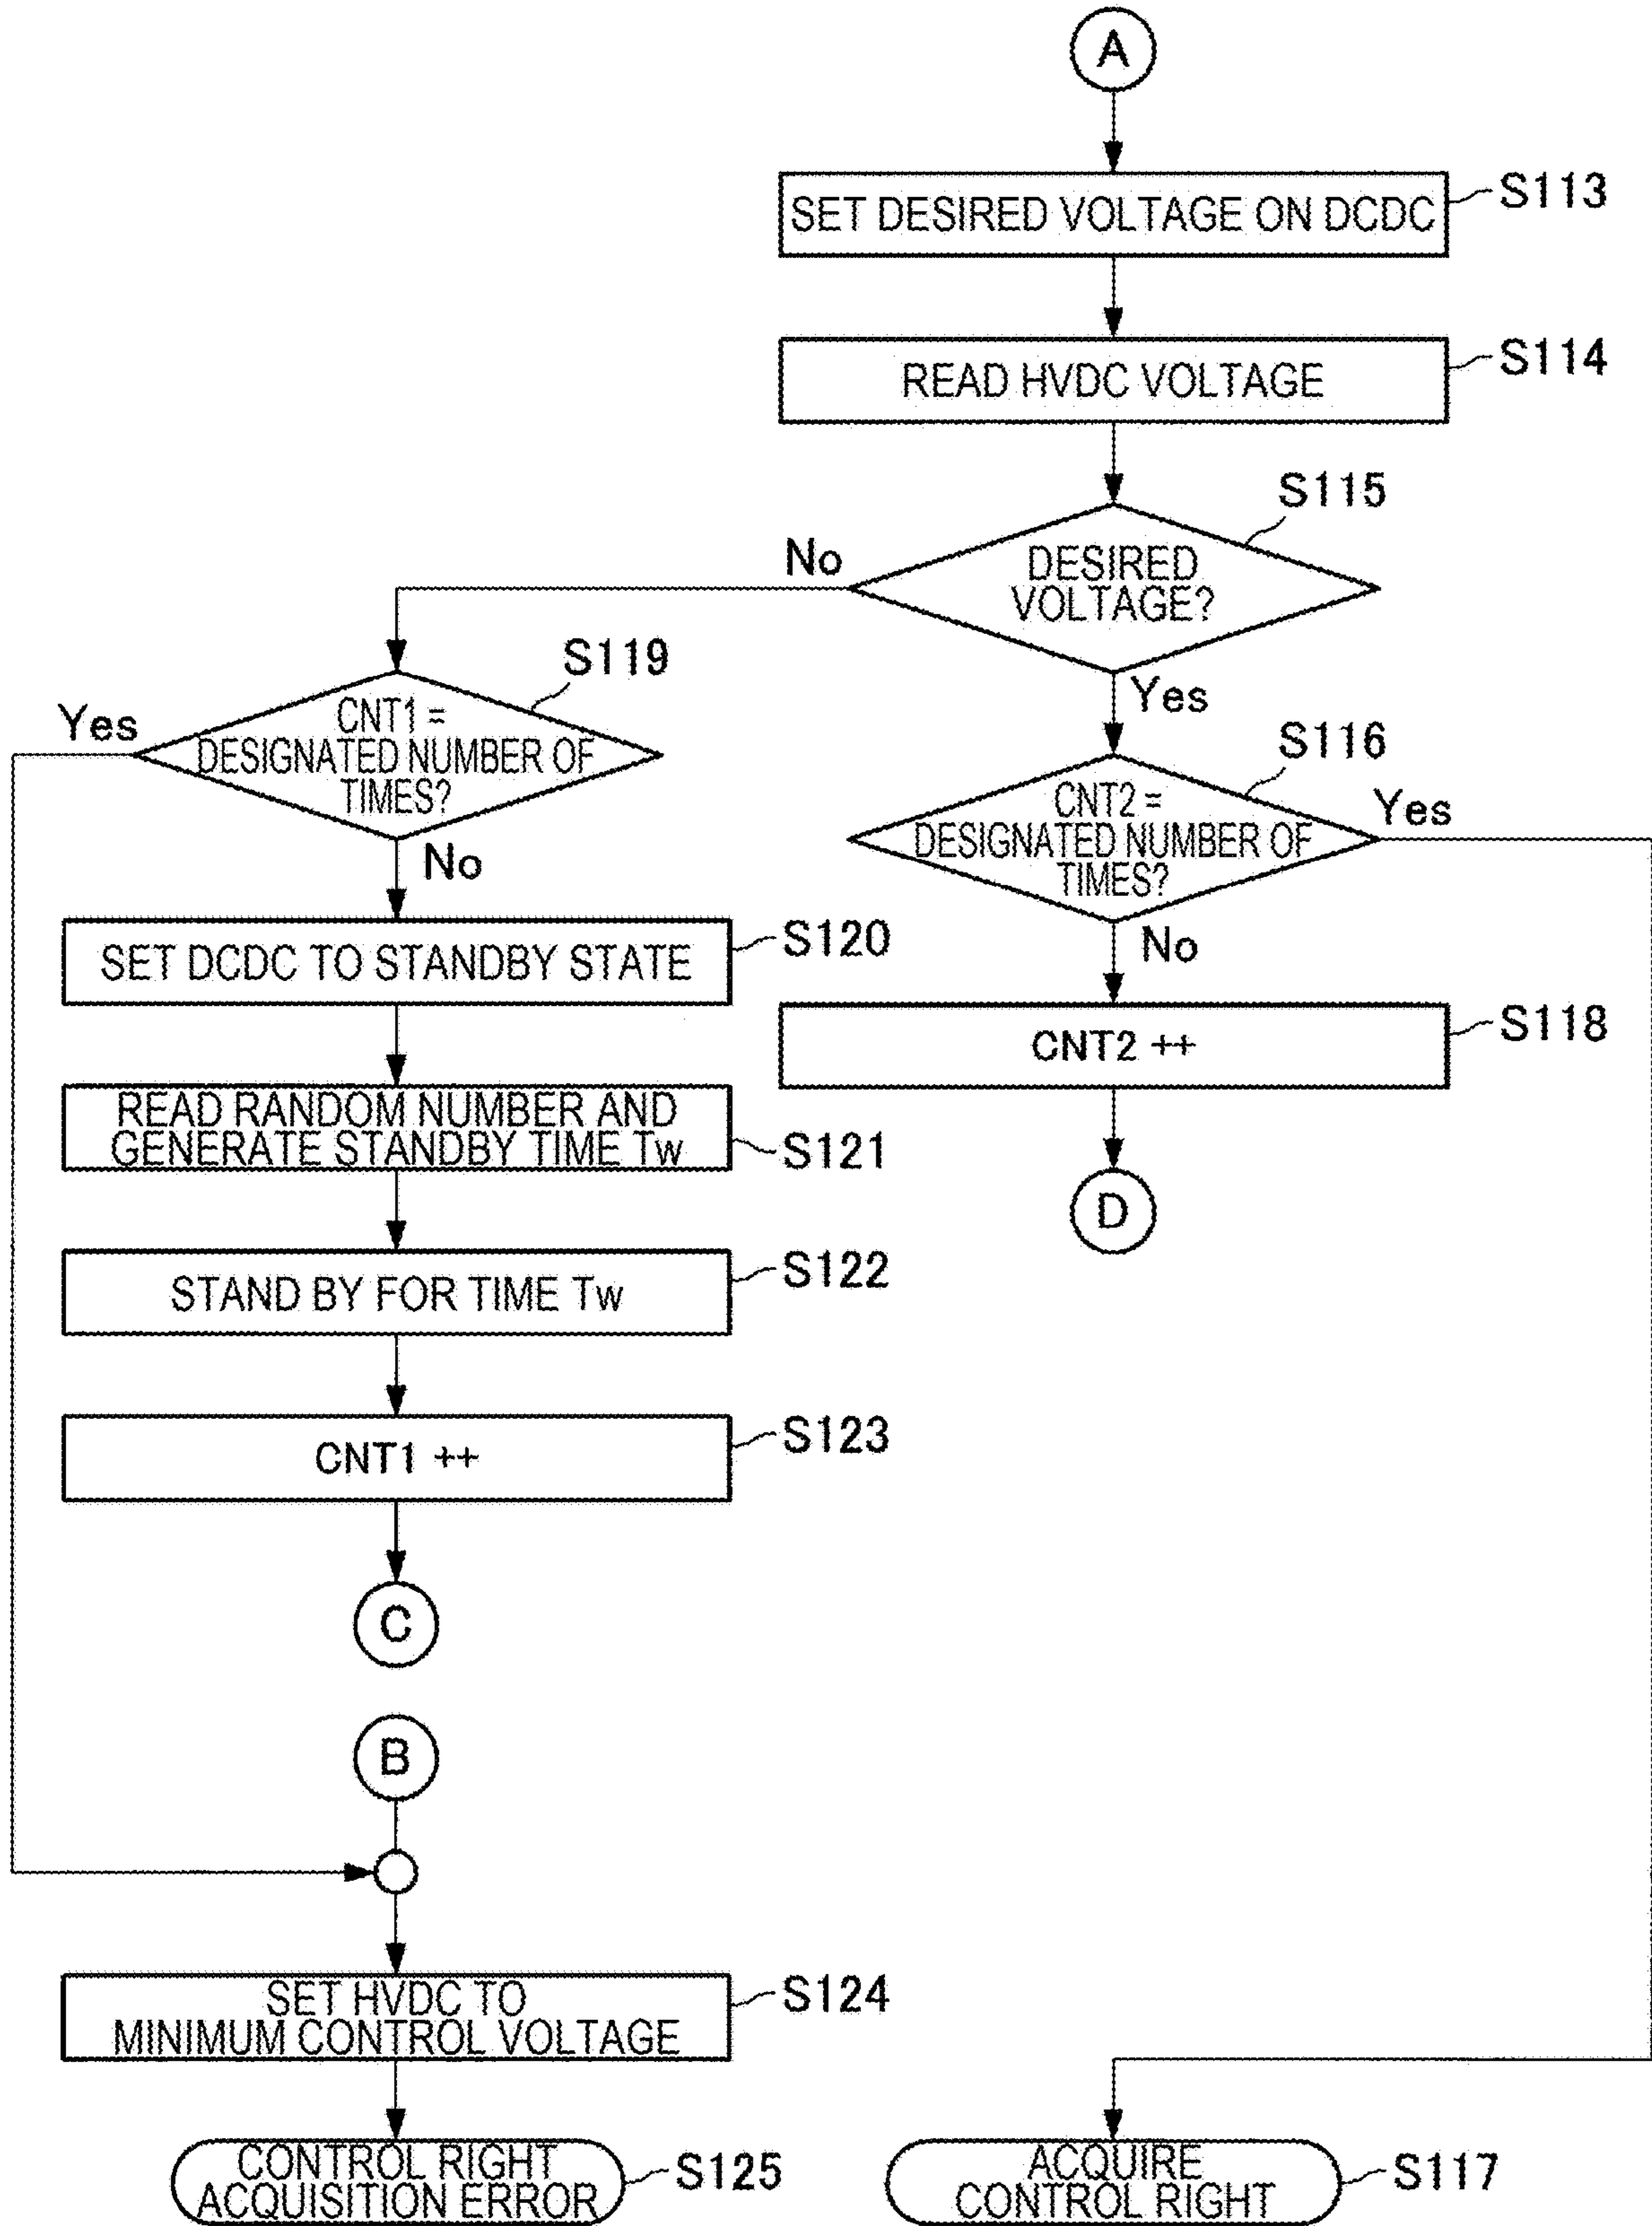 A
SET DESIRED VOLTAGE ON DCDC
S113
READ HVDC VOLTAGE
S114
S115
DESIRED
VOLTAGE?
No
Yes
S119
CNT1 =
DESIGNATED NUMBER OF
TIMES?
Yes
No
S116
CNT2 =
DESIGNATED NUMBER OF
TIMES?
Yes
No
SET DCDC TO STANDBY STATE
S120
CNT2 ++
S118
READ RANDOM NUMBER AND
GENERATE STANDBY TIME Tw
S121
D
STAND BY FOR TIME Tw
S122
CNT1 ++
S123
C
B
SET HVDC TO
MINIMUM CONTROL VOLTAGE
S124
CONTROL RIGHT
ACQUISITION ERROR
S125
ACQUIRE
CONTROL RIGHT
S117